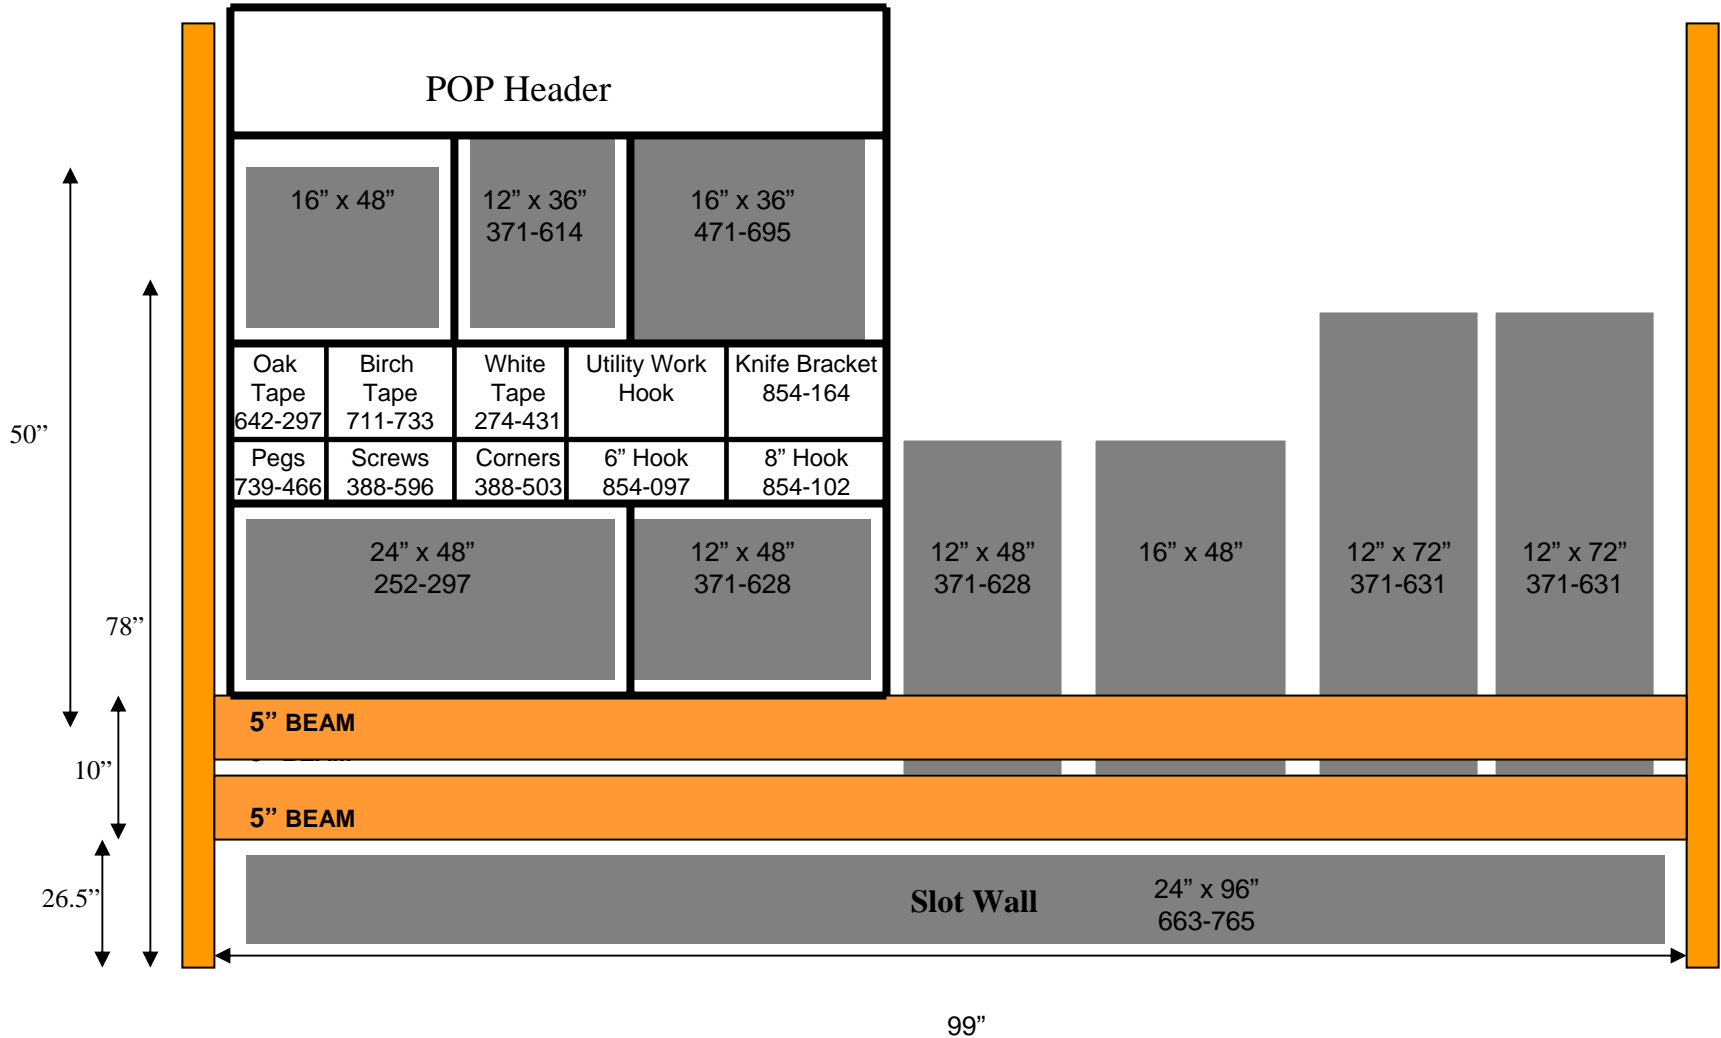 POP Header
16” x 48”
12” x 36”
371-614
16” x 36”
471-695
Oak
Tape
642-297
Birch
Tape
711-733
White
Tape
274-431
Utility Work
Hook
Knife Bracket
854-164
Pegs
739-466
Screws
388-596
Corners
388-503
6” Hook
854-097
8” Hook
854-102
24” x 48”
252-297
12” x 48”
371-628
12” x 48”
371-628
16” x 48”
12” x 72”
371-631
12” x 72”
371-631
50”
78”
10”
26.5”
5” BEAM
5” BEAM
Slot Wall
24” x 96”
663-765
99”